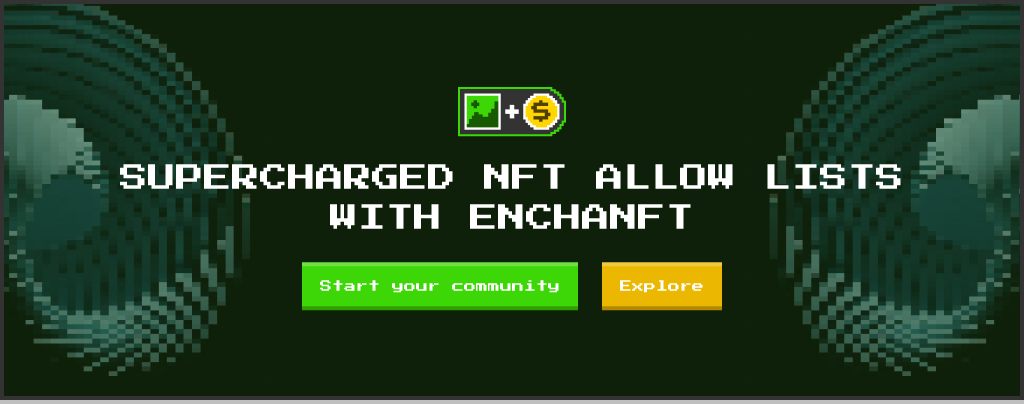 SUPERCHARGED NFT ALLOW LISTS
WITH ENCHANFT
Start your community
Explore